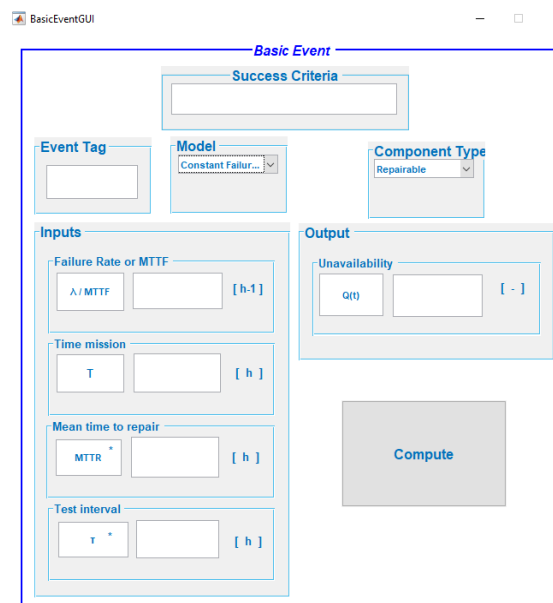 BasicEventGUI
Basic Event
Success Criteria
Event Tag
Model
Constant Failur...
Component Type
Repairable
Inputs
Failure Rate or MTTF
λ / MTTF
[ h-1 ]
Time mission
T
[ h ]
Mean time to repair
MTTR *
[ h ]
Test interval
τ *
[ h ]
Output
Unavailability
Q(t)
[ - ]
Compute